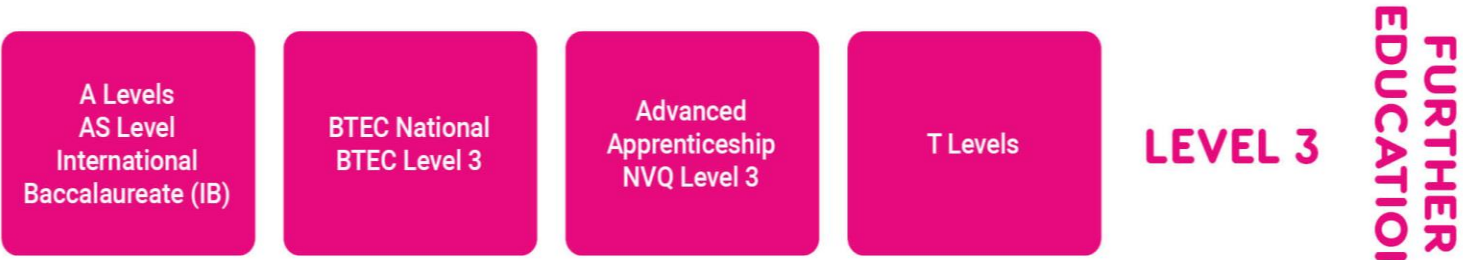 A Levels
AS Level
International
Baccalaureate (IB)
BTEC National
BTEC Level 3
Advanced
Apprenticeship
NVQ Level 3
T Levels
LEVEL 3
FURTHER
EDUCATIO